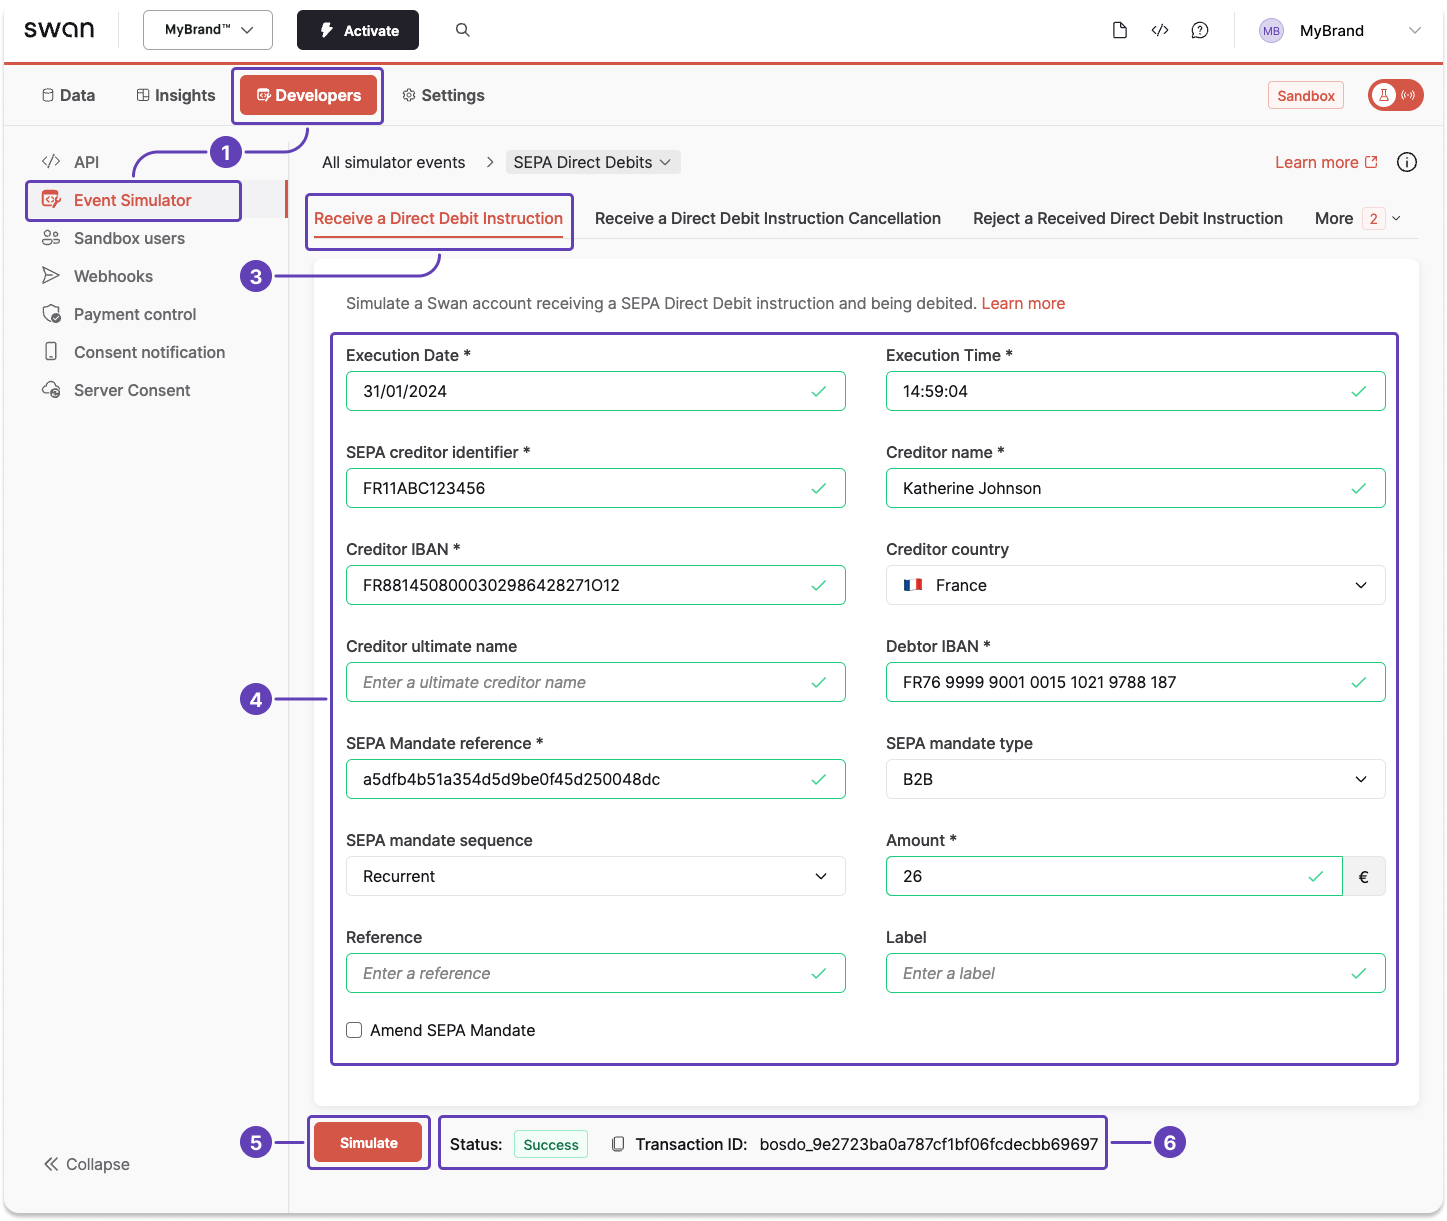 swan
MyBrand™
Activate
MB
MyBrand
Data
Insights
Developers
Settings
Sandbox
1
API
Event Simulator
Sandbox users
Webhooks
Payment control
Consent notification
Server Consent
Collapse
All simulator events
SEPA Direct Debits
Learn more
Receive a Direct Debit Instruction
Receive a Direct Debit Instruction Cancellation
Reject a Received Direct Debit Instruction
More 2
3
Simulate a Swan account receiving a SEPA Direct Debit instruction and being debited. Learn more
4
Execution Date *
31/01/2024
Execution Time *
14:59:04
SEPA creditor identifier *
FR11ABC123456
Creditor name *
Katherine Johnson
Creditor IBAN *
FR8814508000302986428271O12
Creditor country
France
Creditor ultimate name
Enter a ultimate creditor name
Debtor IBAN *
FR76 9999 9001 0015 1021 9788 187
SEPA Mandate reference *
a5dfb4b51a354d5d9be0f45d250048dc
SEPA mandate type
B2B
SEPA mandate sequence
Recurrent
Amount *
26
€
Reference
Enter a reference
Label
Enter a label
Amend SEPA Mandate
5
Simulate
Status: Success
Transaction ID: bosdo_9e2723ba0a787cf1bf06fcdecbb69697
6